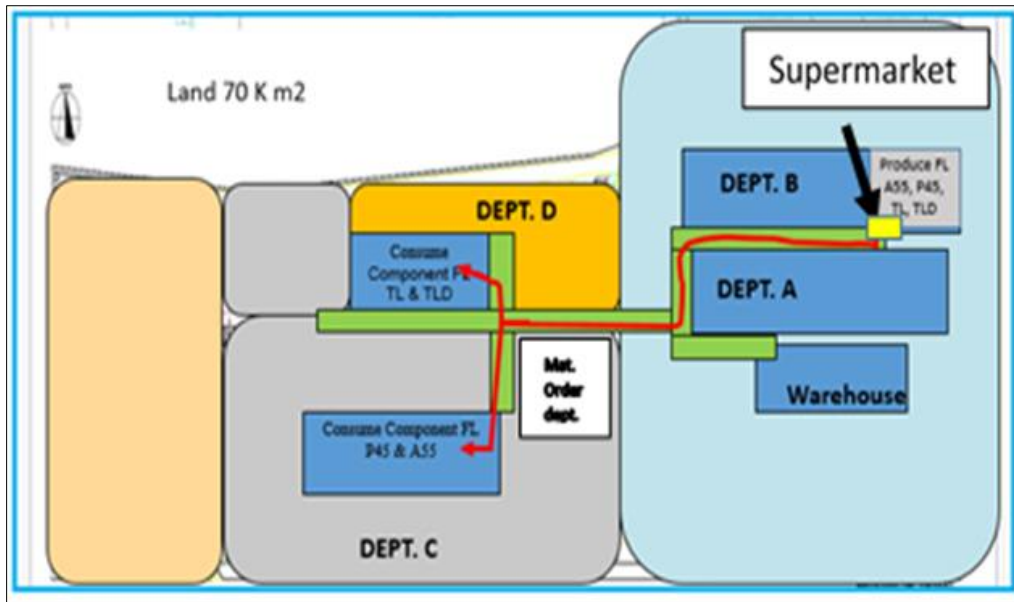 Land 70 K m2
Supermarket
DEPT. B
Produce FL
A55, P45,
TL, TLD
DEPT. D
Consume
Component
TL & TLD
DEPT. A
Mat.
Order
dept.
Warehouse
Consume Component FL
P45 & A55
DEPT. C